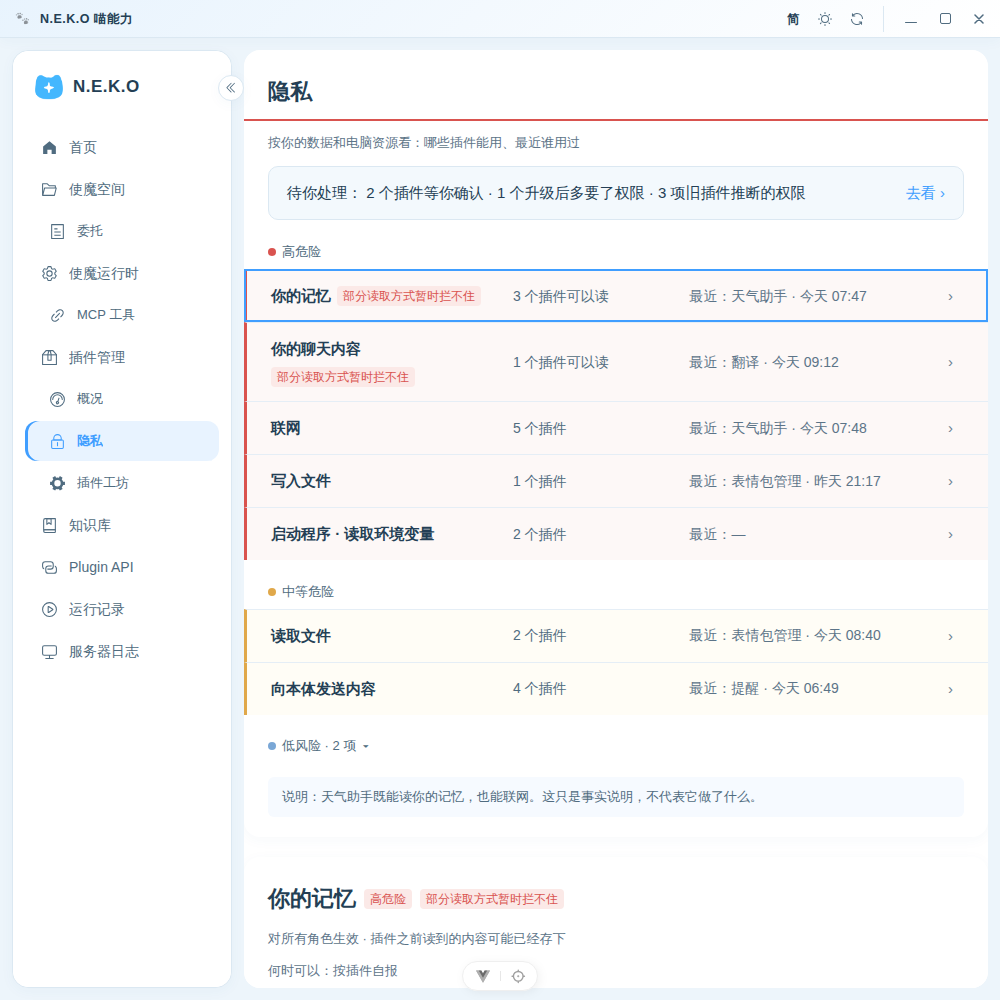 N.E.K.O 喵能力
简
N.E.K.O
首页
使魔空间
委托
使魔运行时
MCP 工具
插件管理
概况
隐私
插件工坊
知识库
Plugin API
运行记录
服务器日志
隐私
按你的数据和电脑资源看：哪些插件能用、最近谁用过
待你处理： 2 个插件等你确认 · 1 个升级后多要了权限 · 3 项旧插件推断的权限 去看 ›
高危险
你的记忆 部分读取方式暂时拦不住 3 个插件可以读 最近：天气助手 · 今天 07:47 ›
你的聊天内容
部分读取方式暂时拦不住 1 个插件可以读 最近：翻译 · 今天 09:12 ›
联网 5 个插件 最近：天气助手 · 今天 07:48 ›
写入文件 1 个插件 最近：表情包管理 · 昨天 21:17 ›
启动程序 · 读取环境变量 2 个插件 最近：— ›
中等危险
读取文件 2 个插件 最近：表情包管理 · 今天 08:40 ›
向本体发送内容 4 个插件 最近：提醒 · 今天 06:49 ›
低风险 · 2 项
说明：天气助手既能读你的记忆，也能联网。这只是事实说明，不代表它做了什么。
你的记忆 高危险 部分读取方式暂时拦不住
对所有角色生效 · 插件之前读到的内容可能已经存下
何时可以：按插件自报